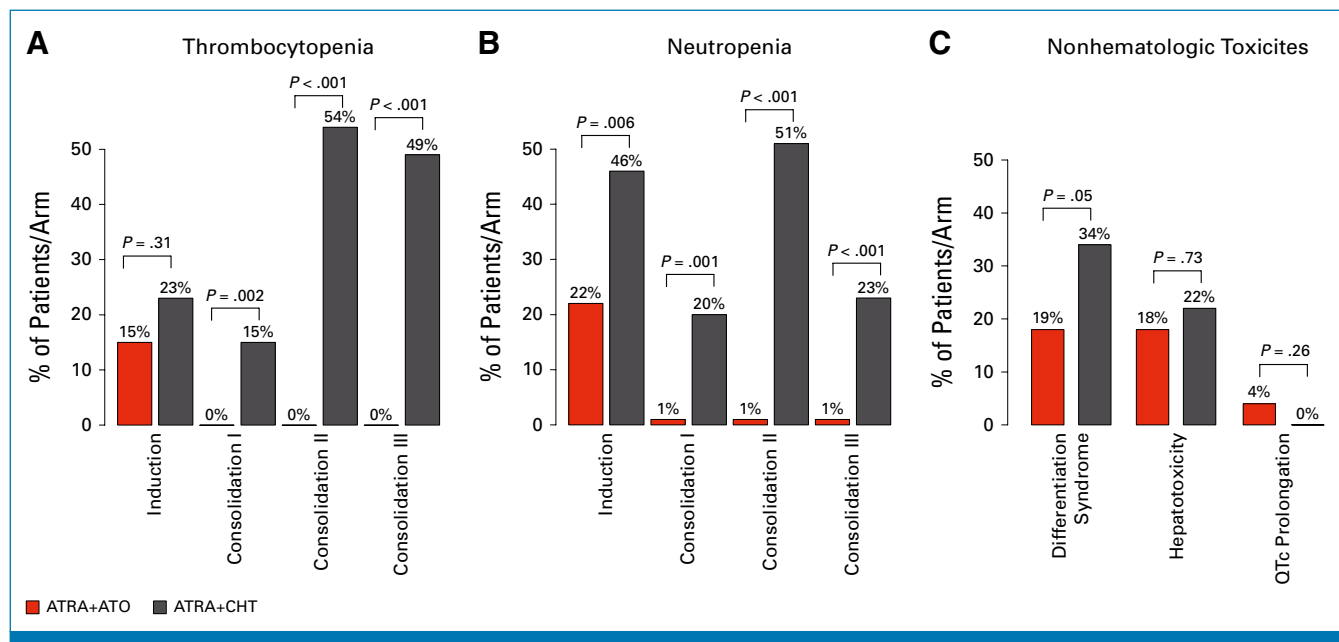 A
Thrombocytopenia
% of Patients/Arm
50
40
30
20
10
0
P = .31
15%
23%
P = .002
0%
15%
P < .001
0%
54%
P < .001
0%
49%
Induction
Consolidation I
Consolidation II
Consolidation III
B
Neutropenia
% of Patients/Arm
50
40
30
20
10
0
P = .006
22%
46%
P = .001
1%
20%
P < .001
1%
51%
P < .001
1%
23%
Induction
Consolidation I
Consolidation II
Consolidation III
C
Nonhematologic Toxicites
% of Patients/Arm
50
40
30
20
10
0
P = .05
19%
34%
P = .73
18%
22%
P = .26
4%
0%
Differentiation
Syndrome
Hepatotoxicity
QTc Prolongation
ATRA+ATO
ATRA+CHT